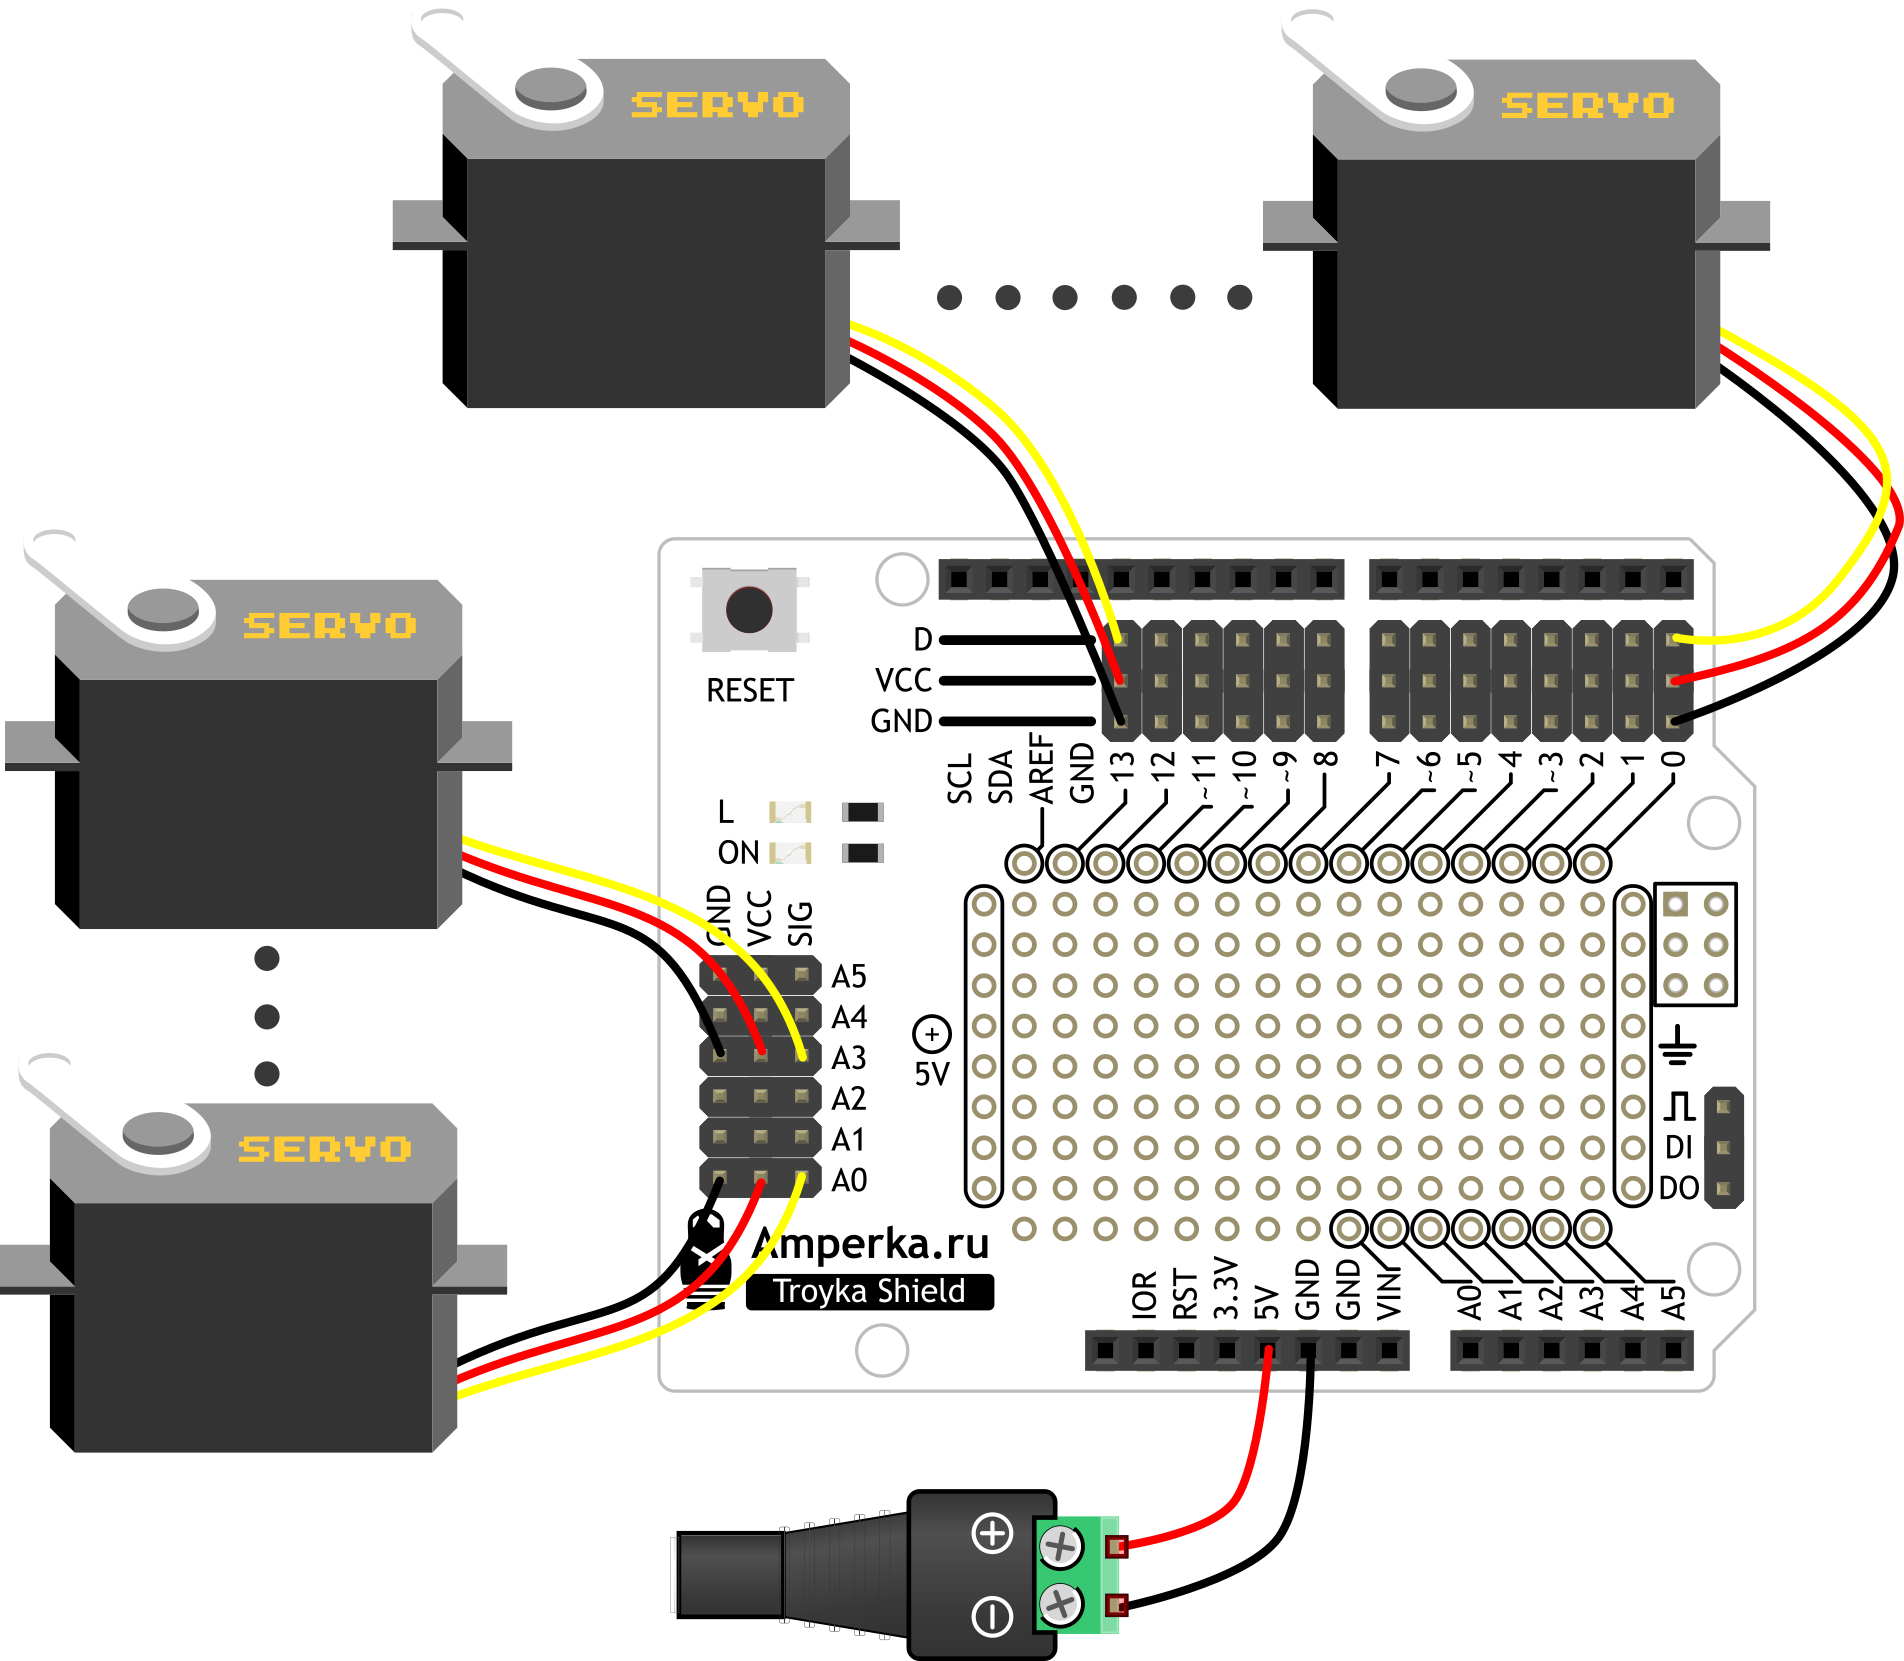 SERVO
SERVO
SERVO
SERVO
RESET
D
VCC
GND
SCL
SDA
AREF
GND
13
12
~11
~10
~9
8
7
~6
~5
4
~3
2
1
0
L
ON
GND
VCC
SIG
A5
A4
A3
A2
A1
A0
+
5V
DI
DO
Amperka.ru
Troyka Shield
IOR
RST
3.3V
5V
GND
GND
VIN
A0
A1
A2
A3
A4
A5
+
−